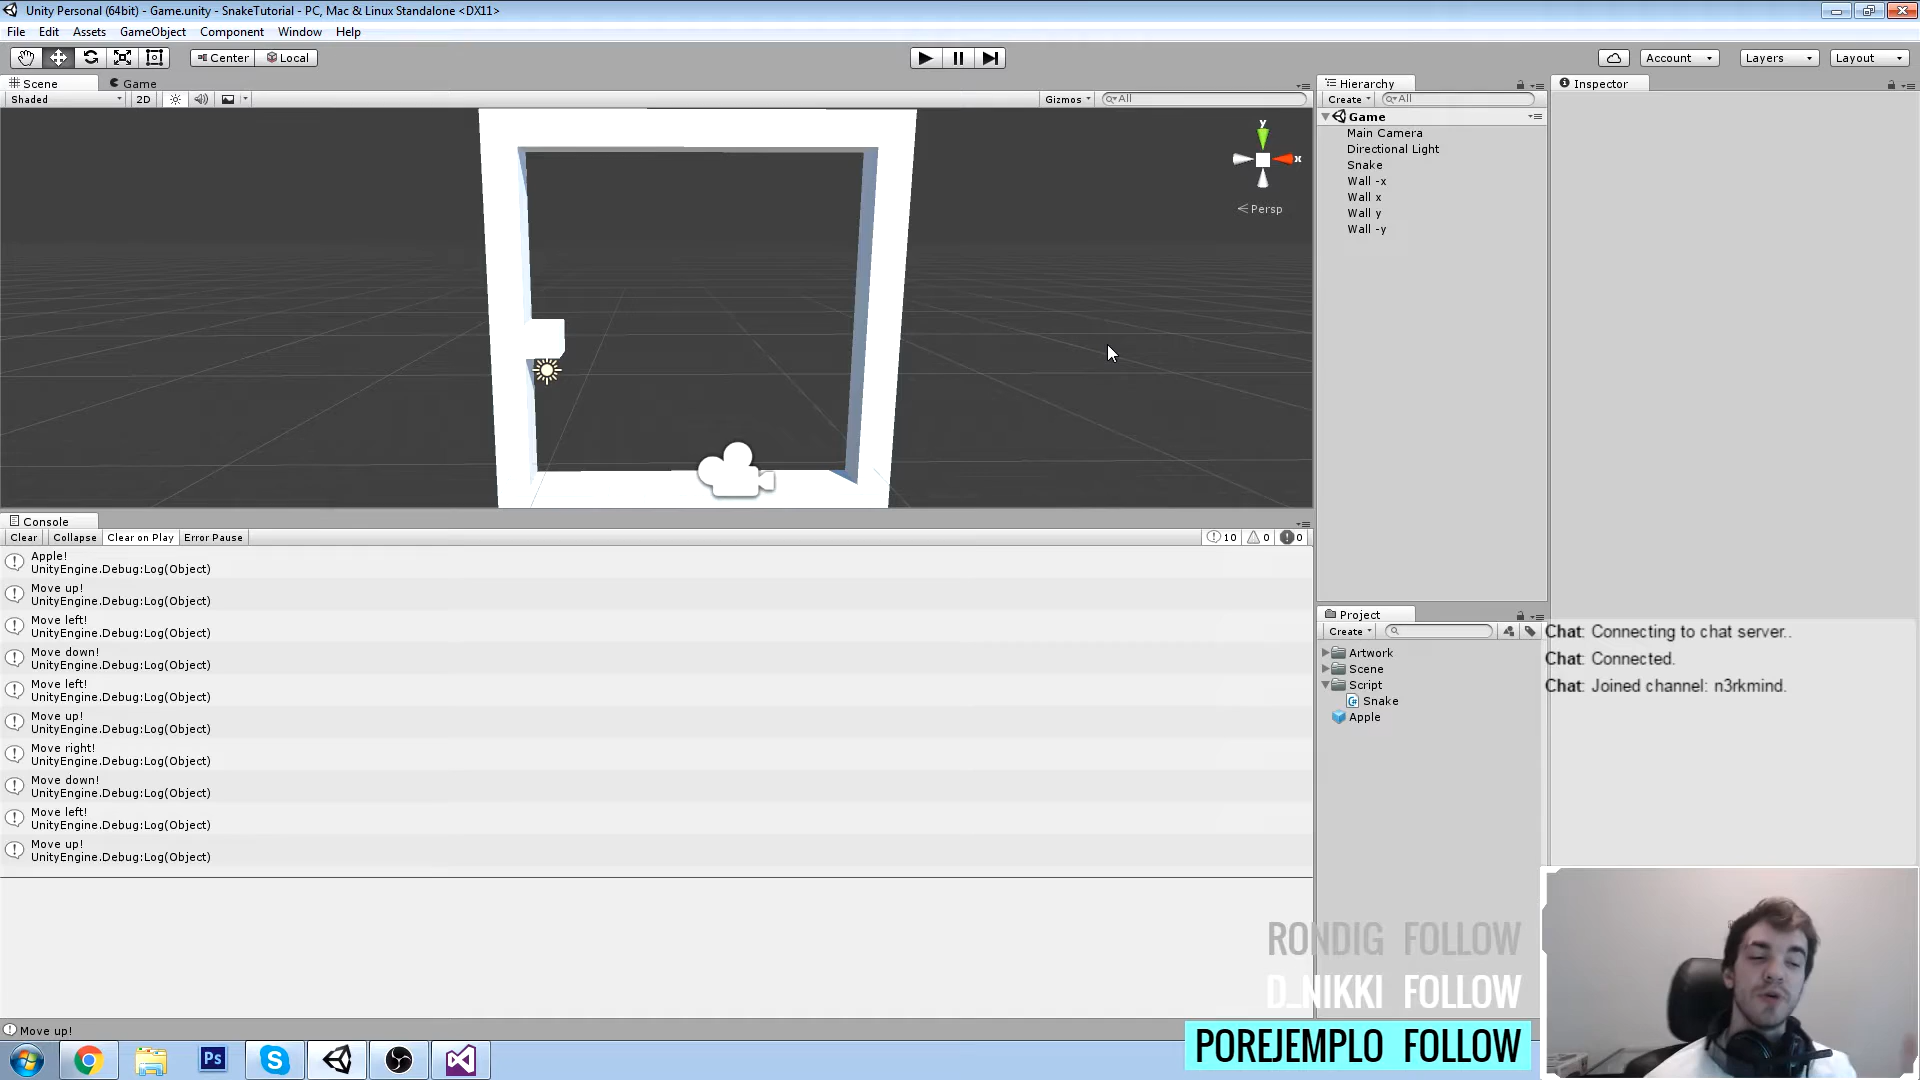 Unity Personal (64bit) - Game.unity - SnakeTutorial - PC, Mac & Linux Standalone <DX11>
File Edit Assets GameObject Component Window Help
Center Local Account Layers Layout
Scene Game
Shaded 2D Gizmos All
y
x
Persp
Hierarchy
Create All
Game
Main Camera
Directional Light
Snake
Wall -x
Wall x
Wall y
Wall -y
Inspector
Console
Clear Collapse Clear on Play Error Pause 10 0 0
Apple!
UnityEngine.Debug:Log(Object)
Move up!
UnityEngine.Debug:Log(Object)
Move left!
UnityEngine.Debug:Log(Object)
Move down!
UnityEngine.Debug:Log(Object)
Move left!
UnityEngine.Debug:Log(Object)
Move up!
UnityEngine.Debug:Log(Object)
Move right!
UnityEngine.Debug:Log(Object)
Move down!
UnityEngine.Debug:Log(Object)
Move left!
UnityEngine.Debug:Log(Object)
Move up!
UnityEngine.Debug:Log(Object)
Project
Create
Artwork
Scene
Script
Snake
Apple
Chat: Connecting to chat server..
Chat: Connected.
Chat: Joined channel: n3rkmind.
RONDIG FOLLOW
D_NIKKI FOLLOW
POREJEMPLO FOLLOW
Move up!
Ps